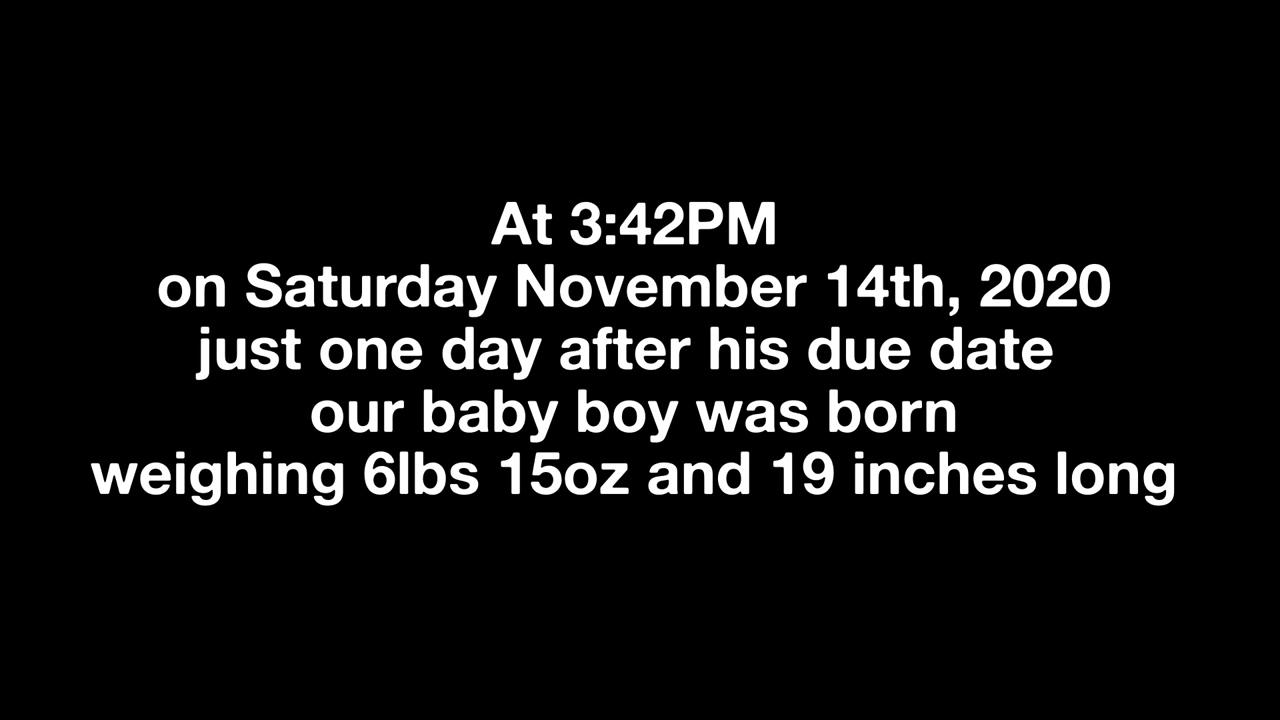 At 3:42PM
on Saturday November 14th, 2020
just one day after his due date
our baby boy was born
weighing 6lbs 15oz and 19 inches long